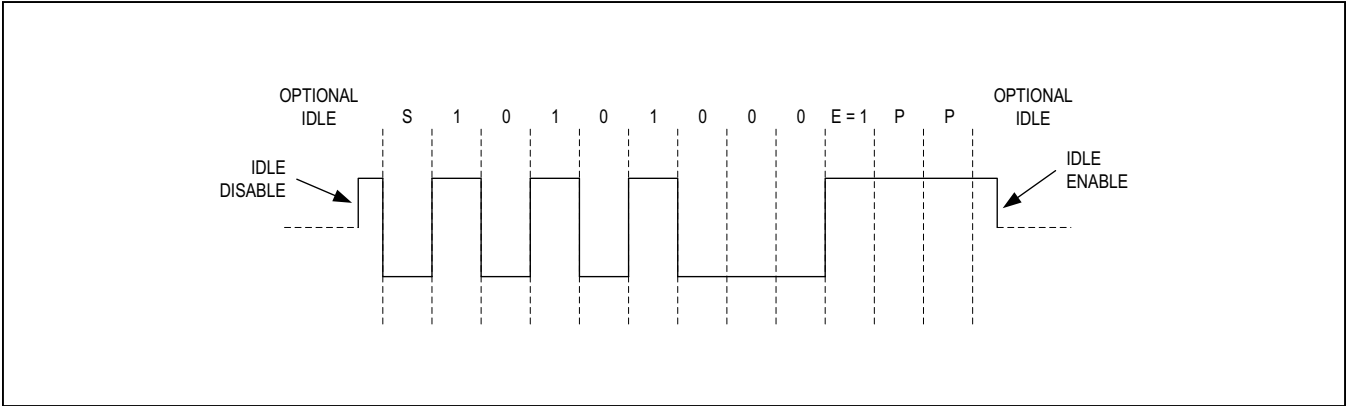 OPTIONAL
IDLE
S 1 0 1 0 1 0 0 0 E = 1 P P
OPTIONAL
IDLE
IDLE
DISABLE
IDLE
ENABLE